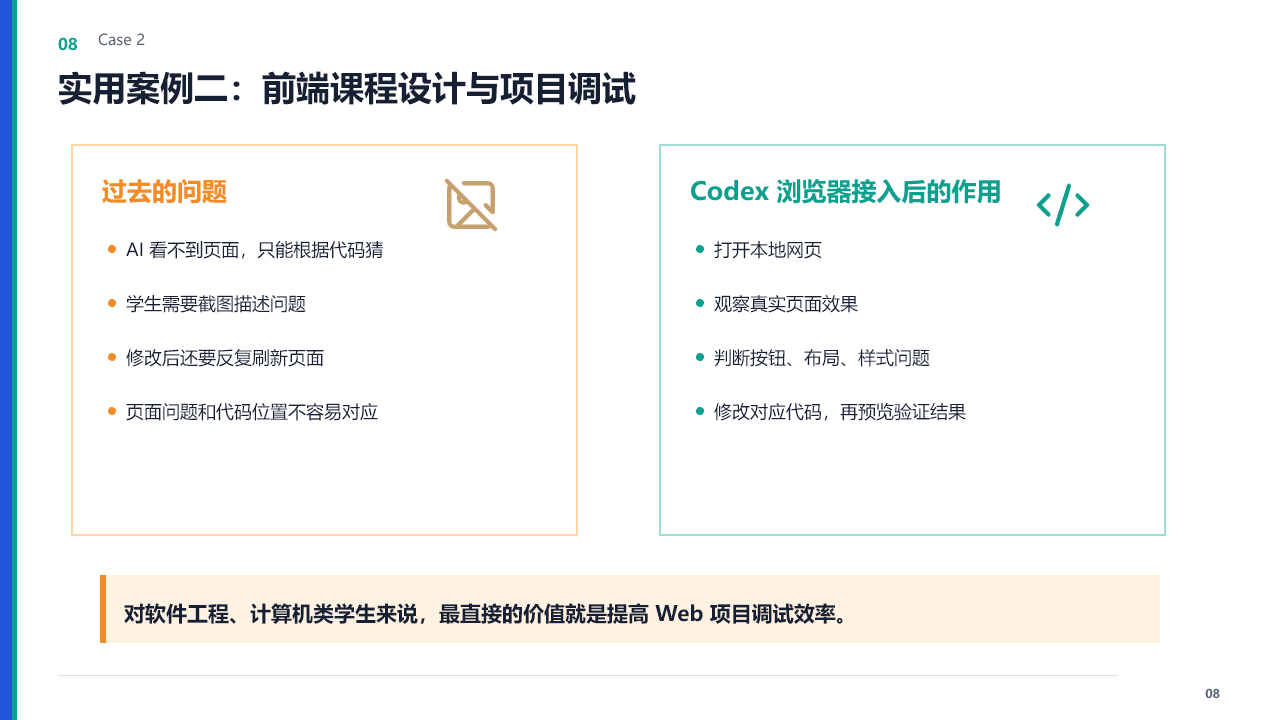 08 Case 2
实用案例二：前端课程设计与项目调试
过去的问题
AI 看不到页面，只能根据代码猜
学生需要截图描述问题
修改后还要反复刷新页面
页面问题和代码位置不容易对应
Codex 浏览器接入后的作用
打开本地网页
观察真实页面效果
判断按钮、布局、样式问题
修改对应代码，再预览验证结果
对软件工程、计算机类学生来说，最直接的价值就是提高 Web 项目调试效率。
08